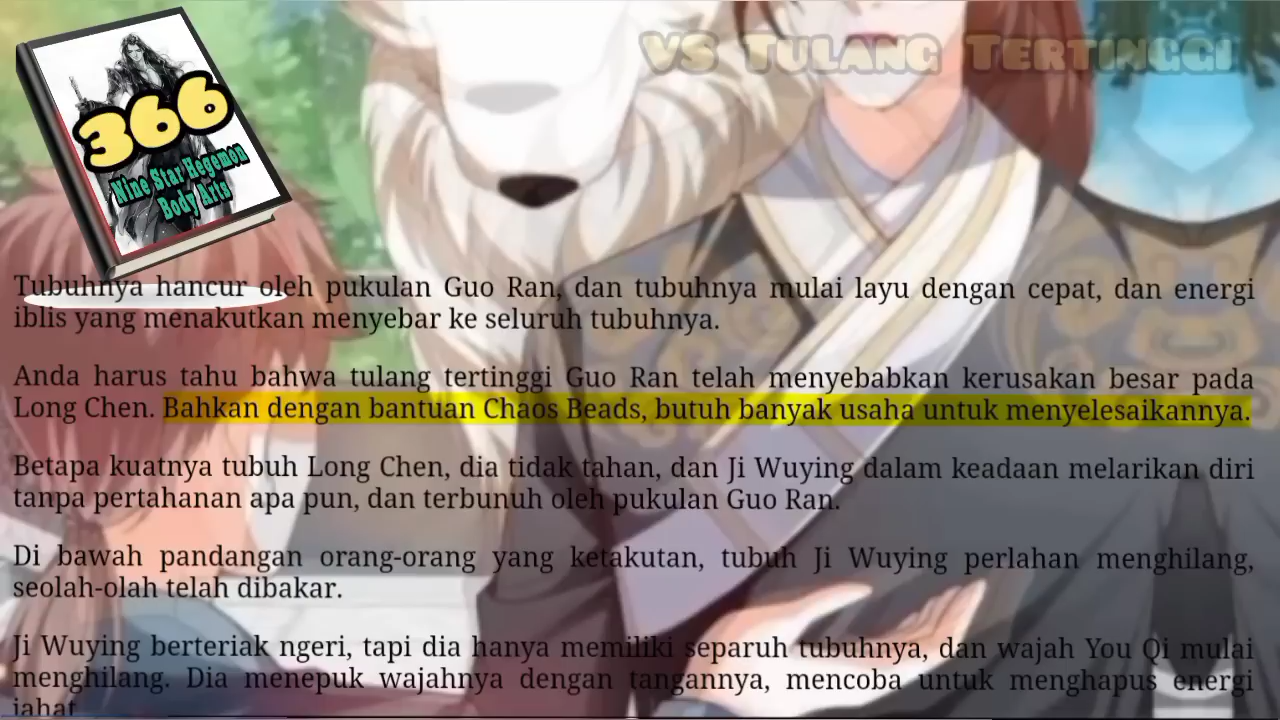 VS Tulang Tertinggi
366
Nine Star Hegemon
Body Arts
Tubuhnya hancur oleh pukulan Guo Ran, dan tubuhnya mulai layu dengan cepat, dan energi
iblis yang menakutkan menyebar ke seluruh tubuhnya.
Anda harus tahu bahwa tulang tertinggi Guo Ran telah menyebabkan kerusakan besar pada
Long Chen. Bahkan dengan bantuan Chaos Beads, butuh banyak usaha untuk menyelesaikannya.
Betapa kuatnya tubuh Long Chen, dia tidak tahan, dan Ji Wuying dalam keadaan melarikan diri
tanpa pertahanan apa pun, dan terbunuh oleh pukulan Guo Ran.
Di bawah pandangan orang-orang yang ketakutan, tubuh Ji Wuying perlahan menghilang,
seolah-olah telah dibakar.
Ji Wuying berteriak ngeri, tapi dia hanya memiliki separuh tubuhnya, dan wajah You Qi mulai
menghilang. Dia menepuk wajahnya dengan tangannya, mencoba untuk menghapus energi
jahat